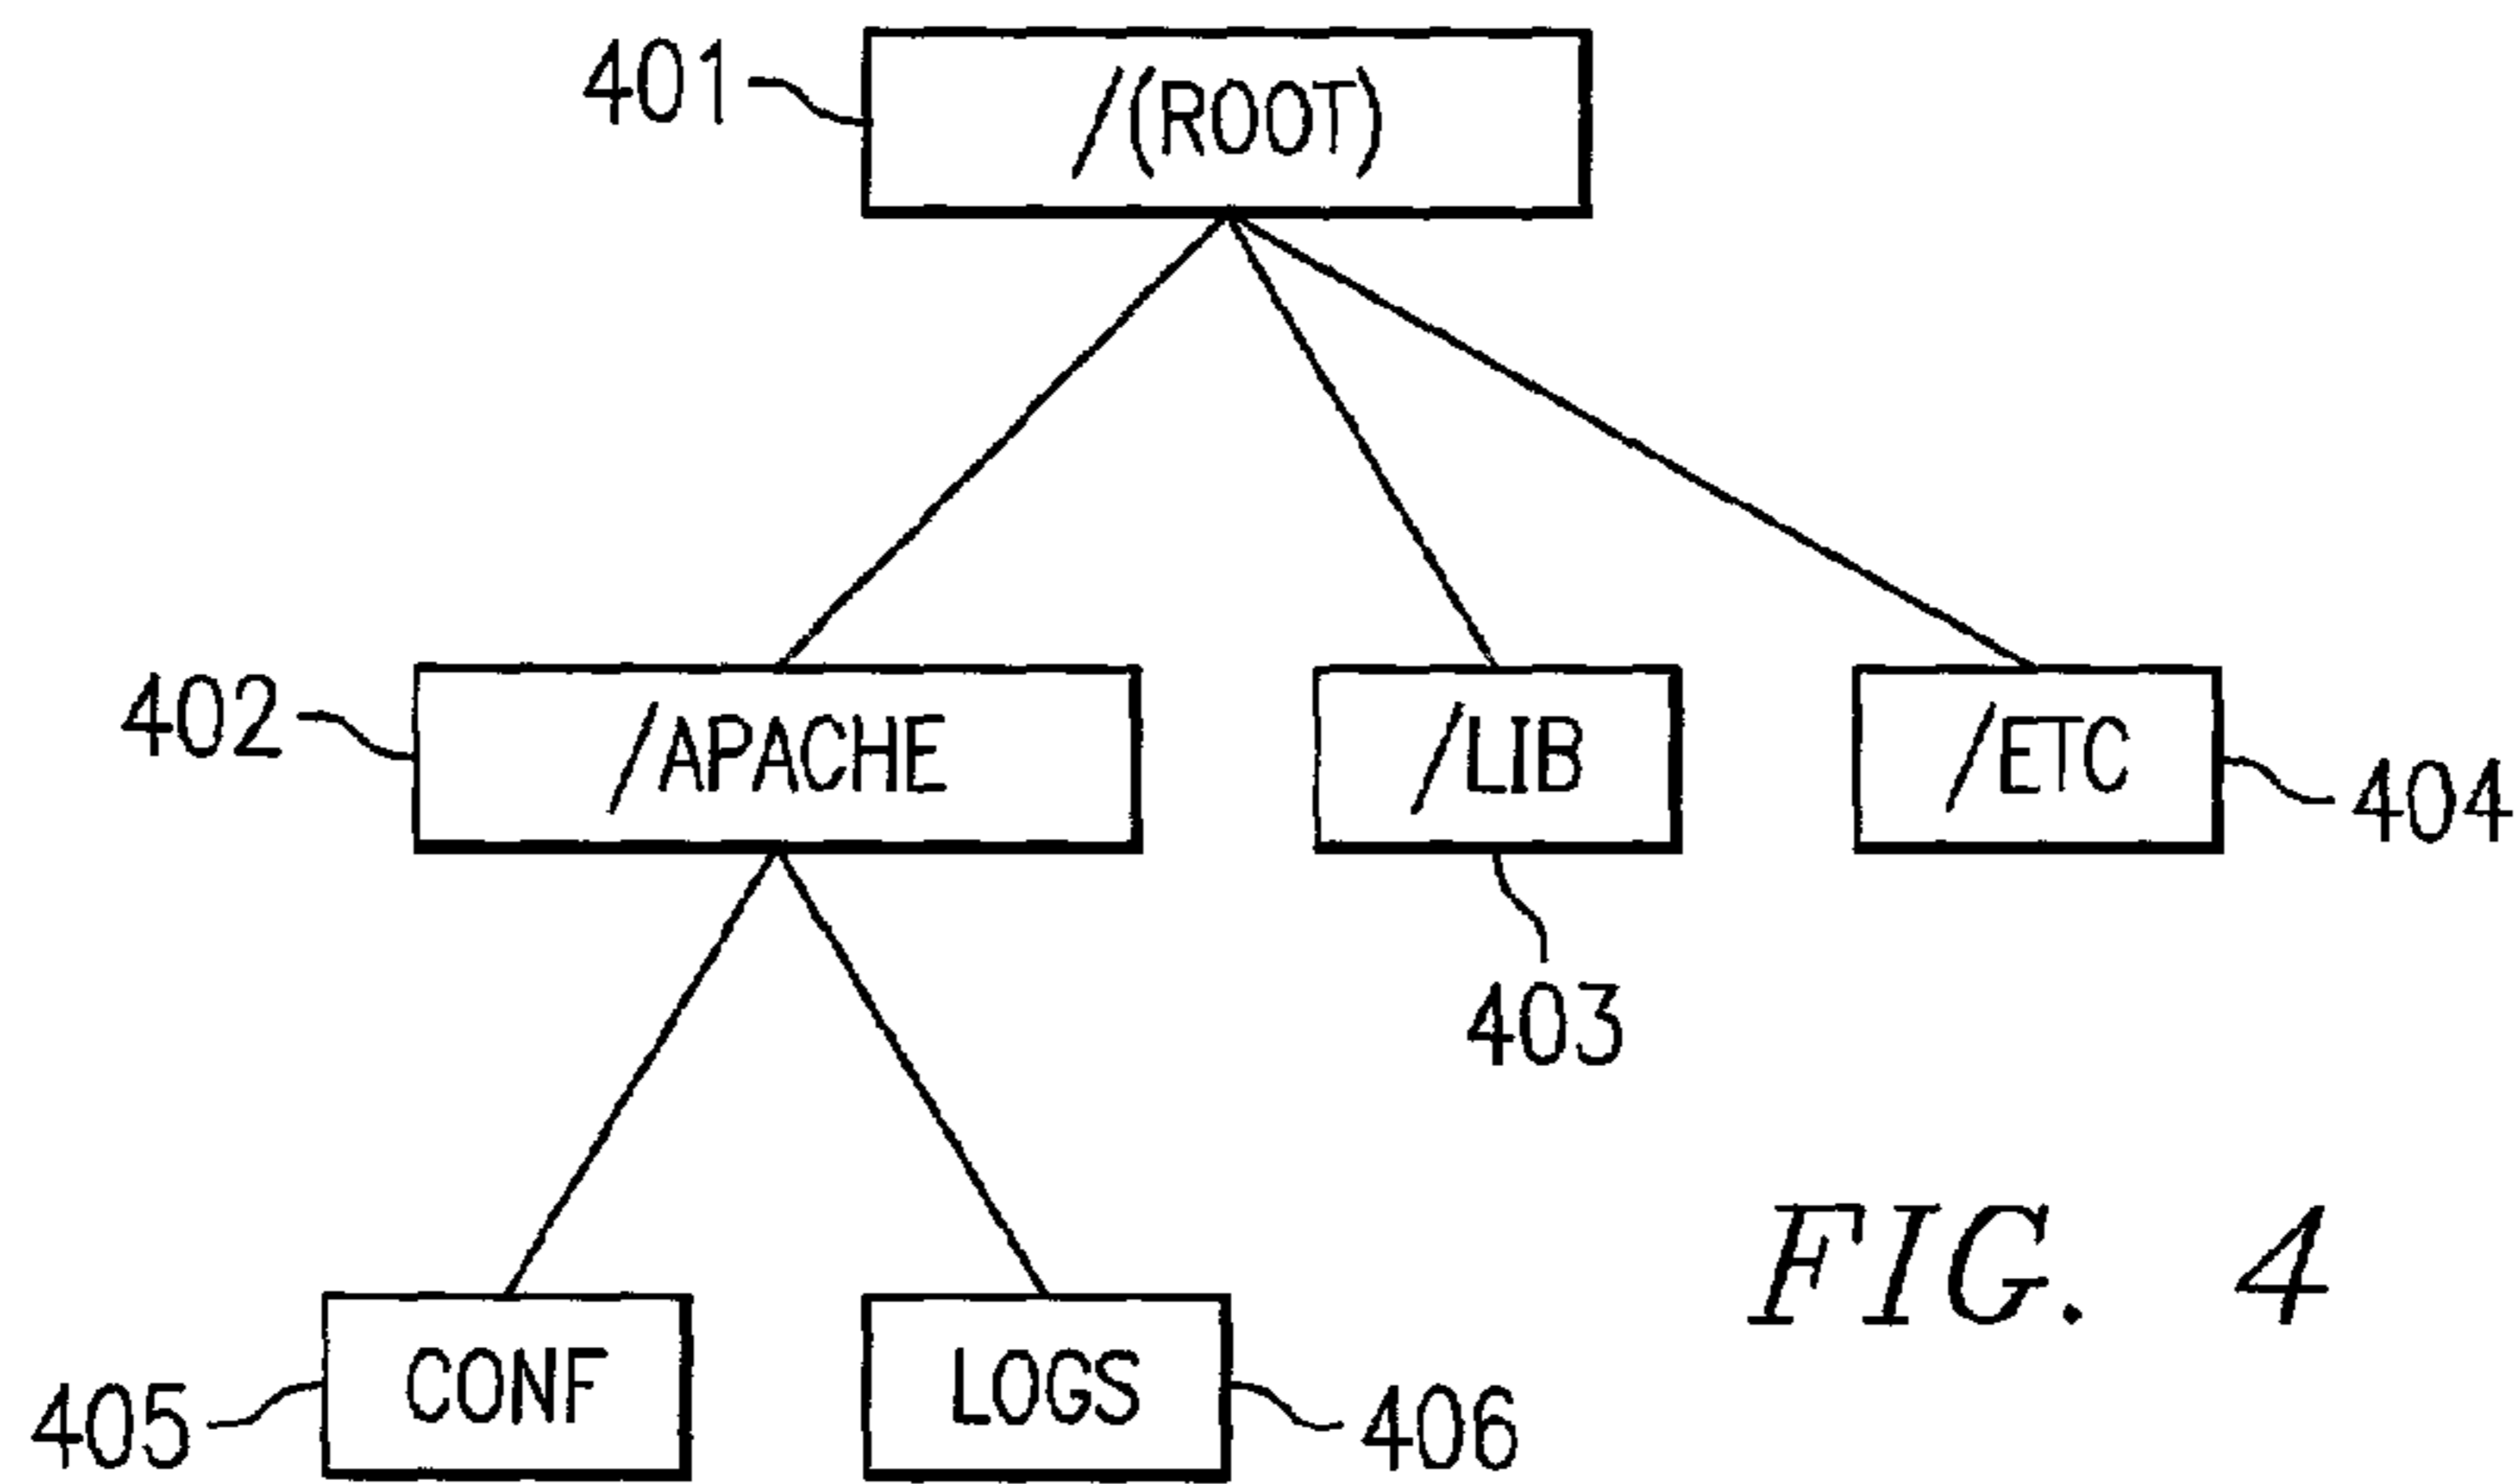 401
/(ROOT)
402
/APACHE
/LIB
/ETC
404
403
FIG. 4
405
CONF
LOGS
406